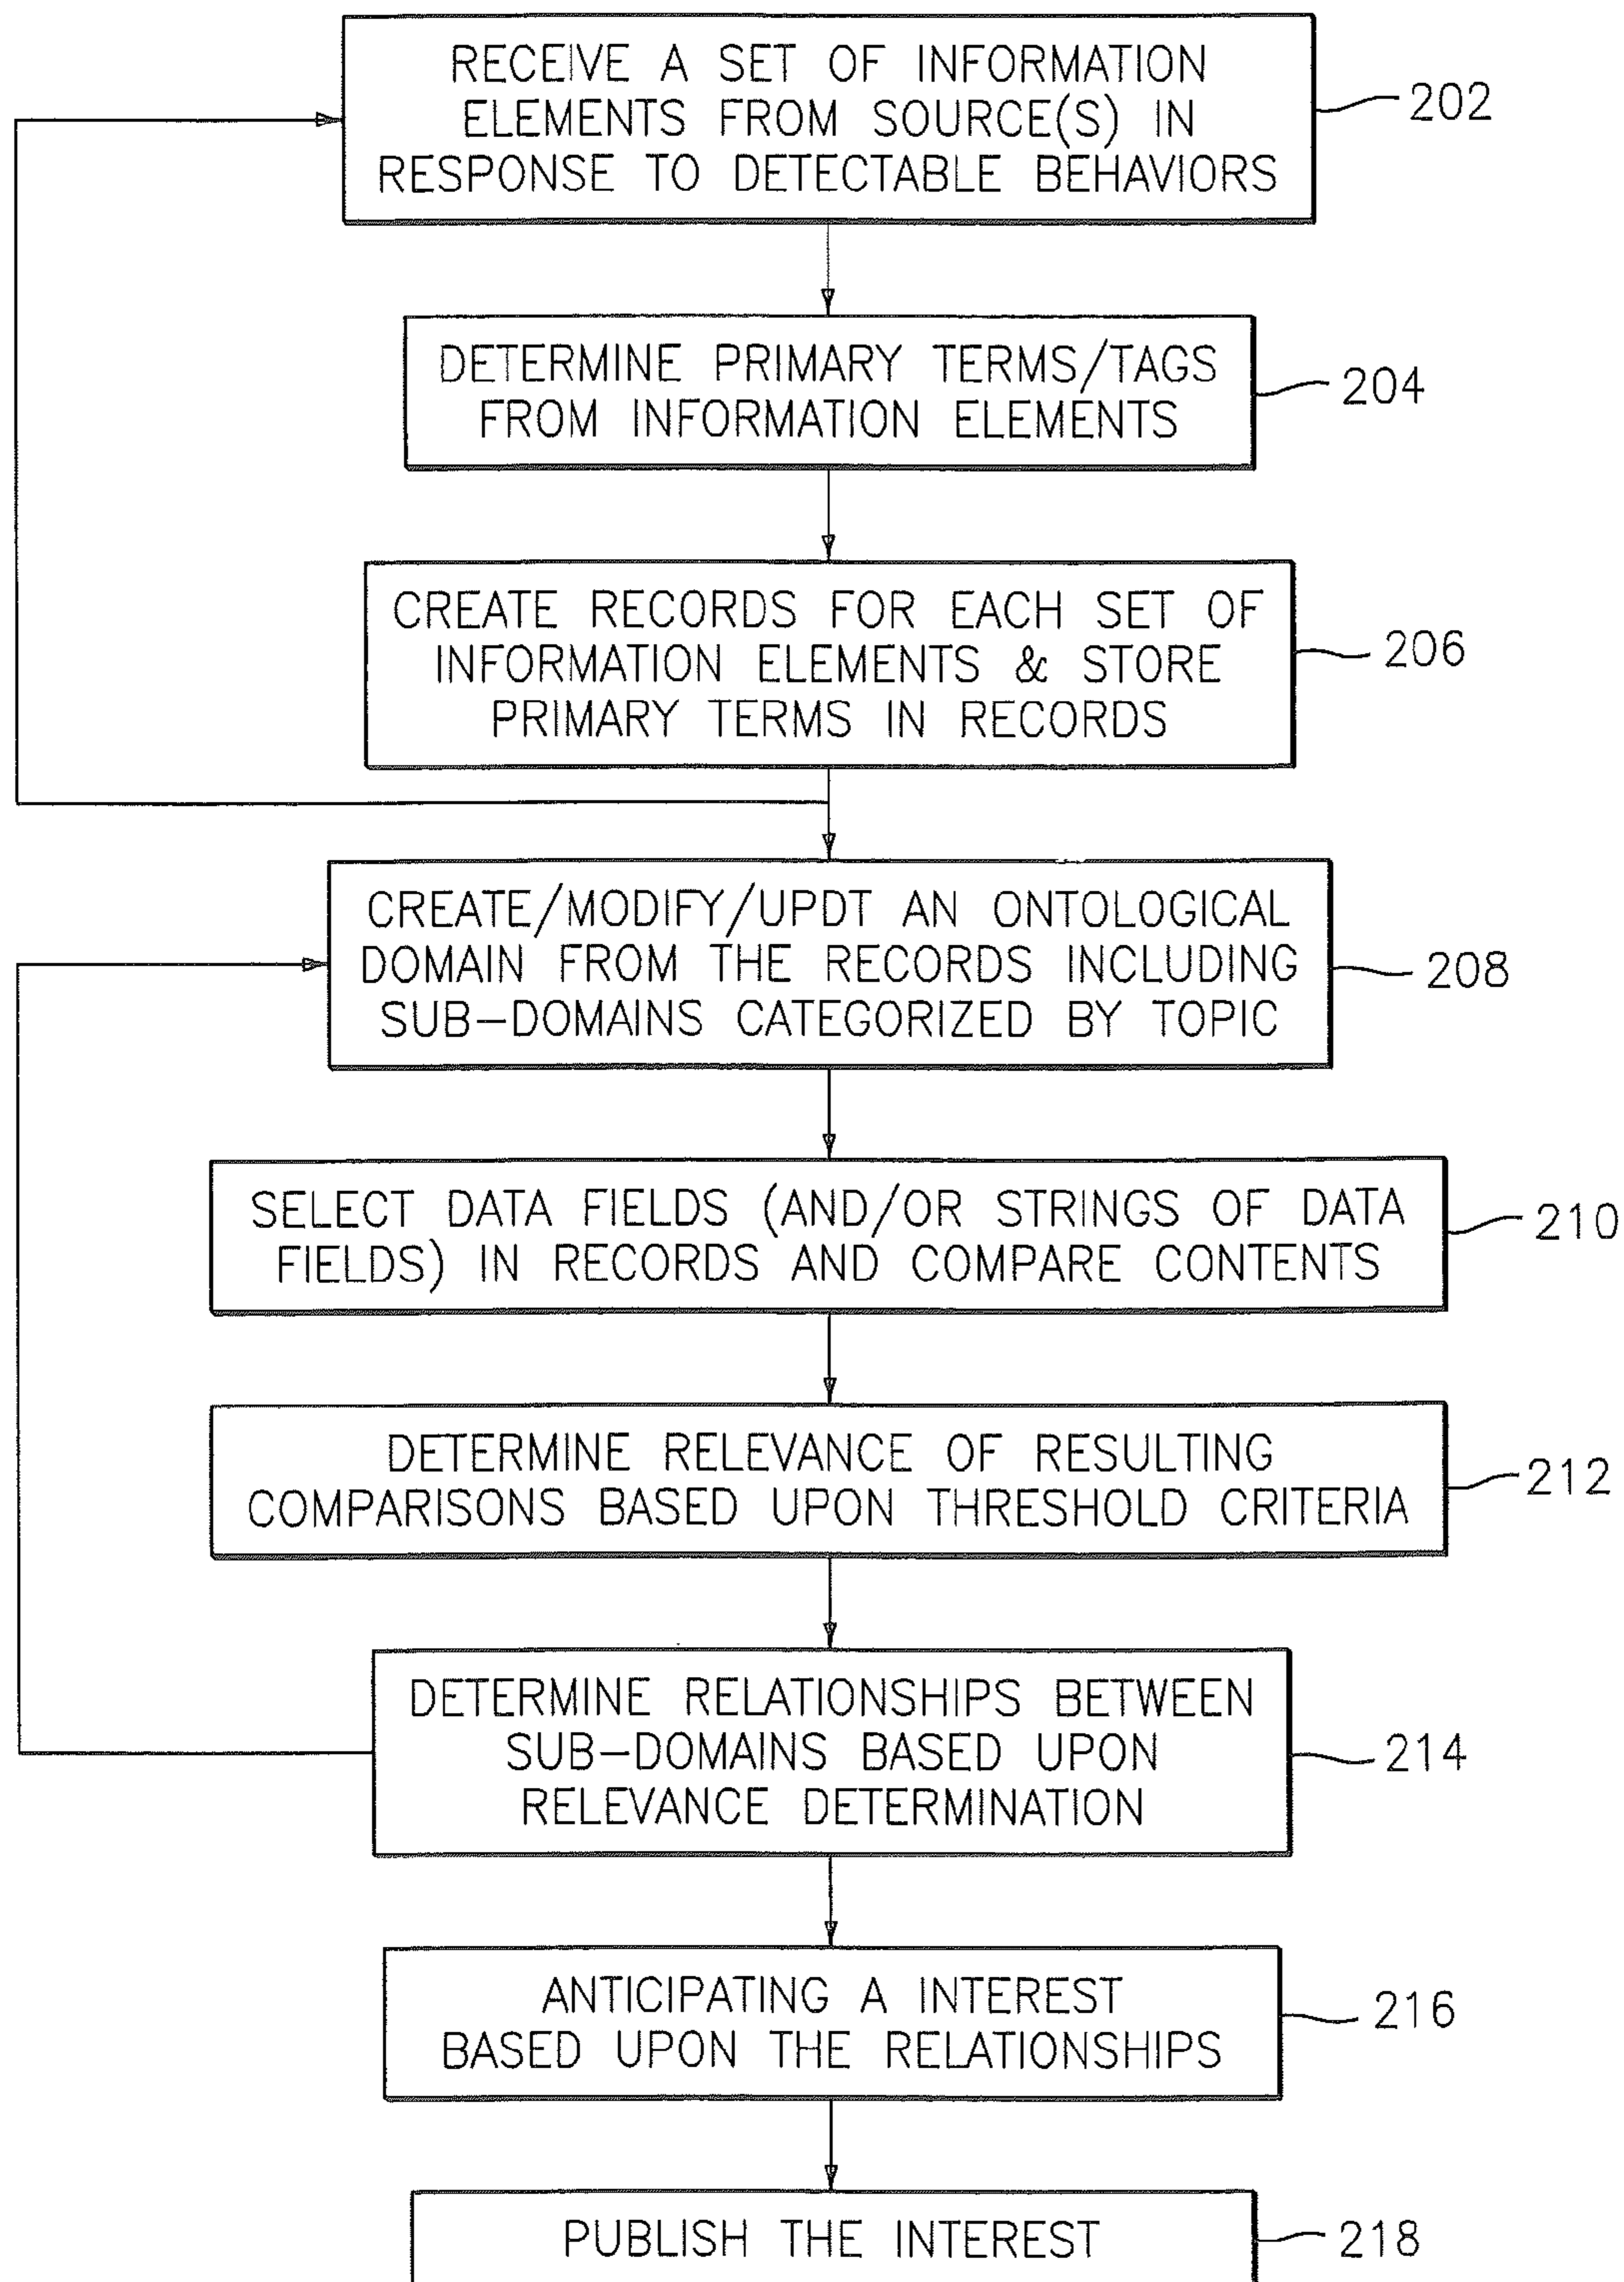 RECEIVE A SET OF INFORMATION
ELEMENTS FROM SOURCE(S) IN
RESPONSE TO DETECTABLE BEHAVIORS
202
DETERMINE PRIMARY TERMS/TAGS
FROM INFORMATION ELEMENTS
204
CREATE RECORDS FOR EACH SET OF
INFORMATION ELEMENTS & STORE
PRIMARY TERMS IN RECORDS
206
CREATE/MODIFY/UPDT AN ONTOLOGICAL
DOMAIN FROM THE RECORDS INCLUDING
SUB-DOMAINS CATEGORIZED BY TOPIC
208
SELECT DATA FIELDS (AND/OR STRINGS OF DATA
FIELDS) IN RECORDS AND COMPARE CONTENTS
210
DETERMINE RELEVANCE OF RESULTING
COMPARISONS BASED UPON THRESHOLD CRITERIA
212
DETERMINE RELATIONSHIPS BETWEEN
SUB-DOMAINS BASED UPON
RELEVANCE DETERMINATION
214
ANTICIPATING A INTEREST
BASED UPON THE RELATIONSHIPS
216
PUBLISH THE INTEREST
218